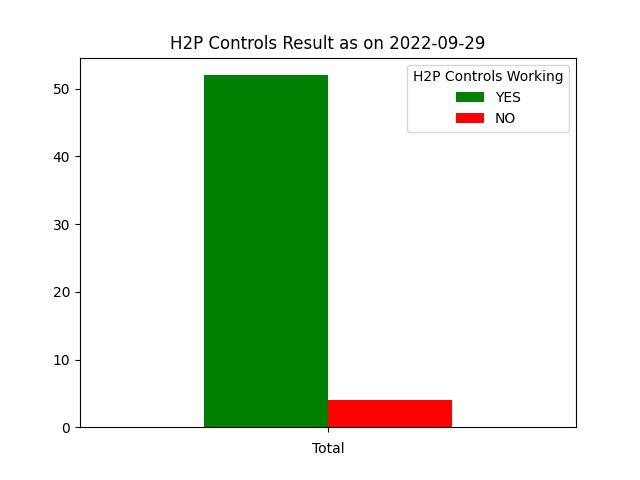 H2P Controls Result as on 2022-09-29
H2P Controls Working
YES
NO
50
40
30
20
10
0
Total